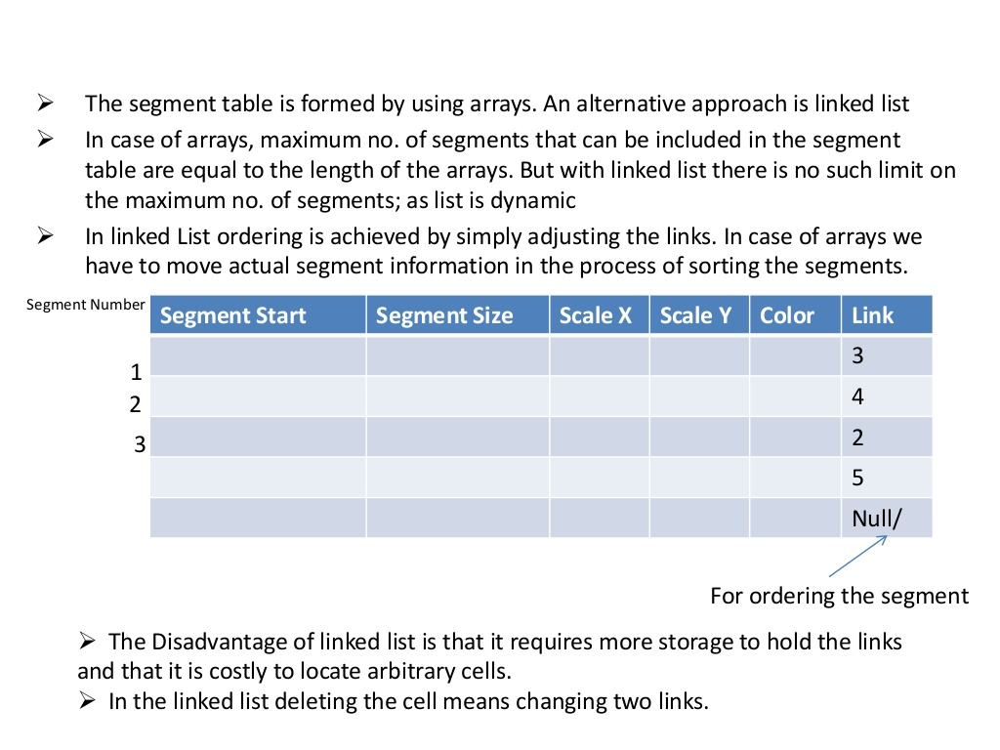 ➢ The segment table is formed by using arrays. An alternative approach is linked list
➢ In case of arrays, maximum no. of segments that can be included in the segment
table are equal to the length of the arrays. But with linked list there is no such limit on
the maximum no. of segments; as list is dynamic
➢ In linked List ordering is achieved by simply adjusting the links. In case of arrays we
have to move actual segment information in the process of sorting the segments.
Segment Number
Segment Start Segment Size Scale X Scale Y Color Link
1 3
2 4
3 2
5
Null/
For ordering the segment
➢ The Disadvantage of linked list is that it requires more storage to hold the links
and that it is costly to locate arbitrary cells.
➢ In the linked list deleting the cell means changing two links.